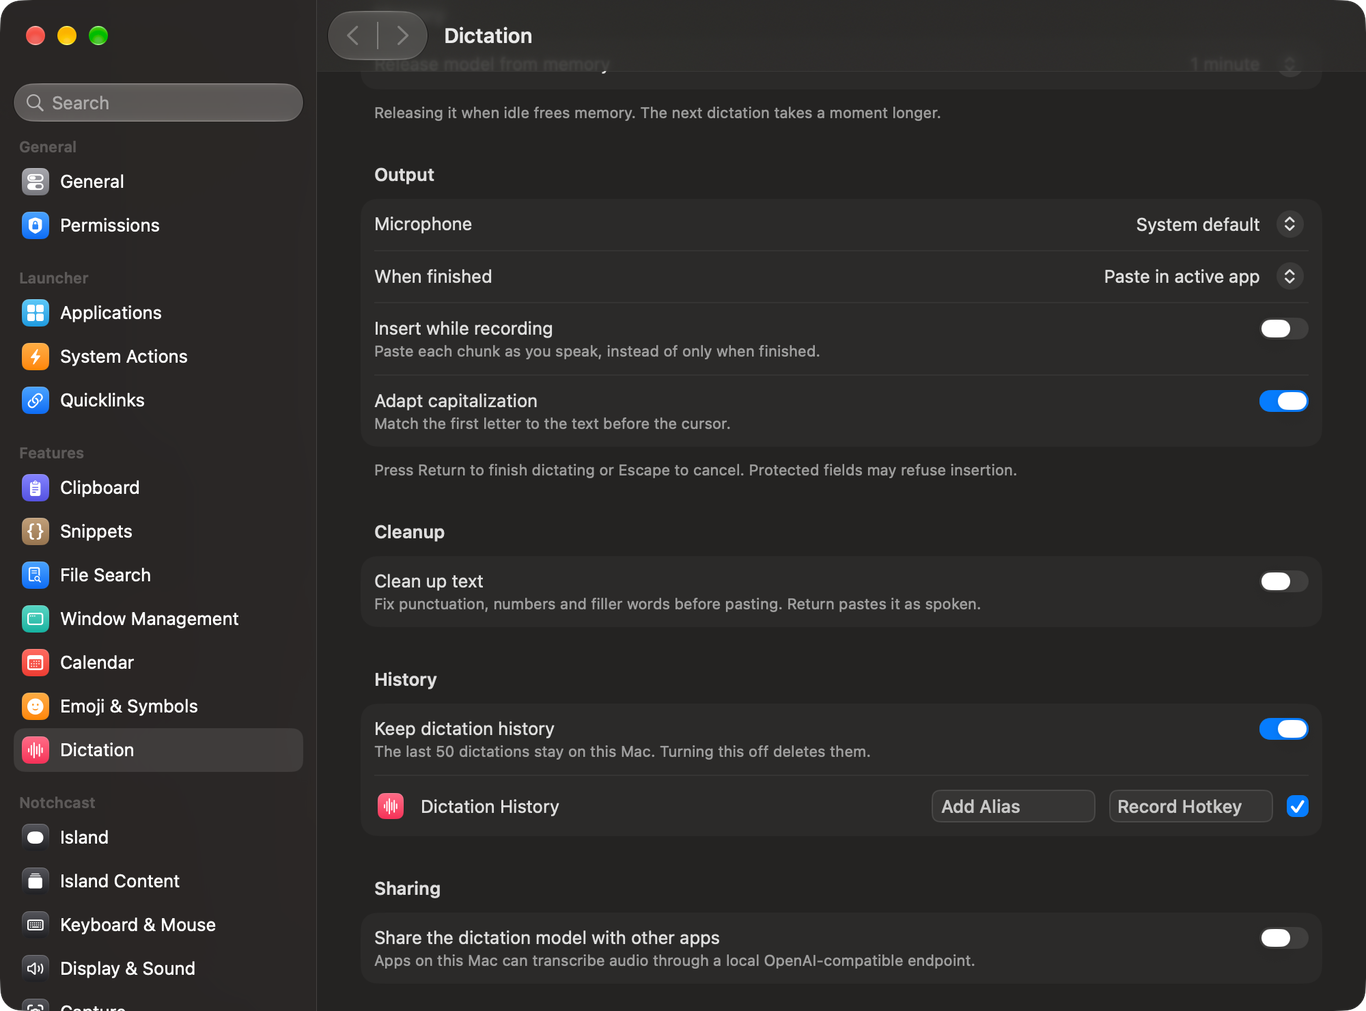 Dictation
Search
General
General
Permissions
Launcher
Applications
System Actions
Quicklinks
Features
Clipboard
Snippets
File Search
Window Management
Calendar
Emoji & Symbols
Dictation
Notchcast
Island
Island Content
Keyboard & Mouse
Display & Sound
Capture
Release model from memory
1 minute
Releasing it when idle frees memory. The next dictation takes a moment longer.
Output
Microphone
System default
When finished
Paste in active app
Insert while recording
Paste each chunk as you speak, instead of only when finished.
Adapt capitalization
Match the first letter to the text before the cursor.
Press Return to finish dictating or Escape to cancel. Protected fields may refuse insertion.
Cleanup
Clean up text
Fix punctuation, numbers and filler words before pasting. Return pastes it as spoken.
History
Keep dictation history
The last 50 dictations stay on this Mac. Turning this off deletes them.
Dictation History
Add Alias
Record Hotkey
Sharing
Share the dictation model with other apps
Apps on this Mac can transcribe audio through a local OpenAI-compatible endpoint.